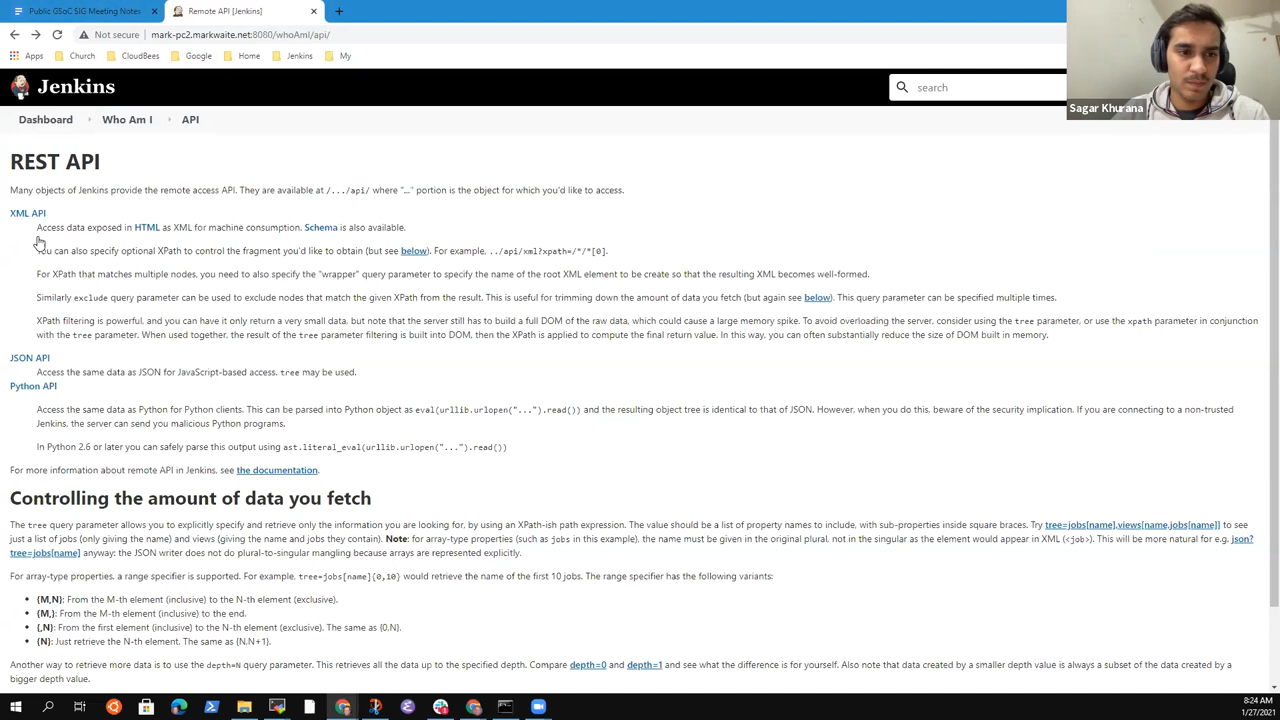 Public GSoC SIG Meeting Notes
Remote API [Jenkins]
Not secure
mark-pc2.markwaite.net:8080/whoAmI/api/
Apps
Church
CloudBees
Google
Home
Jenkins
My
Jenkins
search
Sagar Khurana
Dashboard
Who Am I
API
REST API
Many objects of Jenkins provide the remote access API. They are available at /.../api/ where "..." portion is the object for which you'd like to access.
XML API
Access data exposed in HTML as XML for machine consumption. Schema is also available.
You can also specify optional XPath to control the fragment you'd like to obtain (but see below). For example, ../api/xml?xpath=/*/*[0].
For XPath that matches multiple nodes, you need to also specify the "wrapper" query parameter to specify the name of the root XML element to be create so that the resulting XML becomes well-formed.
Similarly exclude query parameter can be used to exclude nodes that match the given XPath from the result. This is useful for trimming down the amount of data you fetch (but again see below). This query parameter can be specified multiple times.
XPath filtering is powerful, and you can have it only return a very small data, but note that the server still has to build a full DOM of the raw data, which could cause a large memory spike. To avoid overloading the server, consider using the tree parameter, or use the xpath parameter in conjunction
with the tree parameter. When used together, the result of the tree parameter filtering is built into DOM, then the XPath is applied to compute the final return value. In this way, you can often substantially reduce the size of DOM built in memory.
JSON API
Access the same data as JSON for JavaScript-based access. tree may be used.
Python API
Access the same data as Python for Python clients. This can be parsed into Python object as eval(urllib.urlopen("...").read()) and the resulting object tree is identical to that of JSON. However, when you do this, beware of the security implication. If you are connecting to a non-trusted
Jenkins, the server can send you malicious Python programs.
In Python 2.6 or later you can safely parse this output using ast.literal_eval(urllib.urlopen("...").read())
For more information about remote API in Jenkins, see the documentation.
Controlling the amount of data you fetch
The tree query parameter allows you to explicitly specify and retrieve only the information you are looking for, by using an XPath-ish path expression. The value should be a list of property names to include, with sub-properties inside square braces. Try tree=jobs[name],views[name,jobs[name]] to see
just a list of jobs (only giving the name) and views (giving the name and jobs they contain). Note: for array-type properties (such as jobs in this example), the name must be given in the original plural, not in the singular as the element would appear in XML (<job>). This will be more natural for e.g. json?
tree=jobs[name] anyway: the JSON writer does not do plural-to-singular mangling because arrays are represented explicitly.
For array-type properties, a range specifier is supported. For example, tree=jobs[name]{0,10} would retrieve the name of the first 10 jobs. The range specifier has the following variants:
• {M,N}: From the M-th element (inclusive) to the N-th element (exclusive).
• {M,}: From the M-th element (inclusive) to the end.
• {,N}: From the first element (inclusive) to the N-th element (exclusive). The same as {0,N}.
• {N}: Just retrieve the N-th element. The same as {N,N+1}.
Another way to retrieve more data is to use the depth=N query parameter. This retrieves all the data up to the specified depth. Compare depth=0 and depth=1 and see what the difference is for yourself. Also note that data created by a smaller depth value is always a subset of the data created by a
bigger depth value.
8:24 AM
1/27/2021